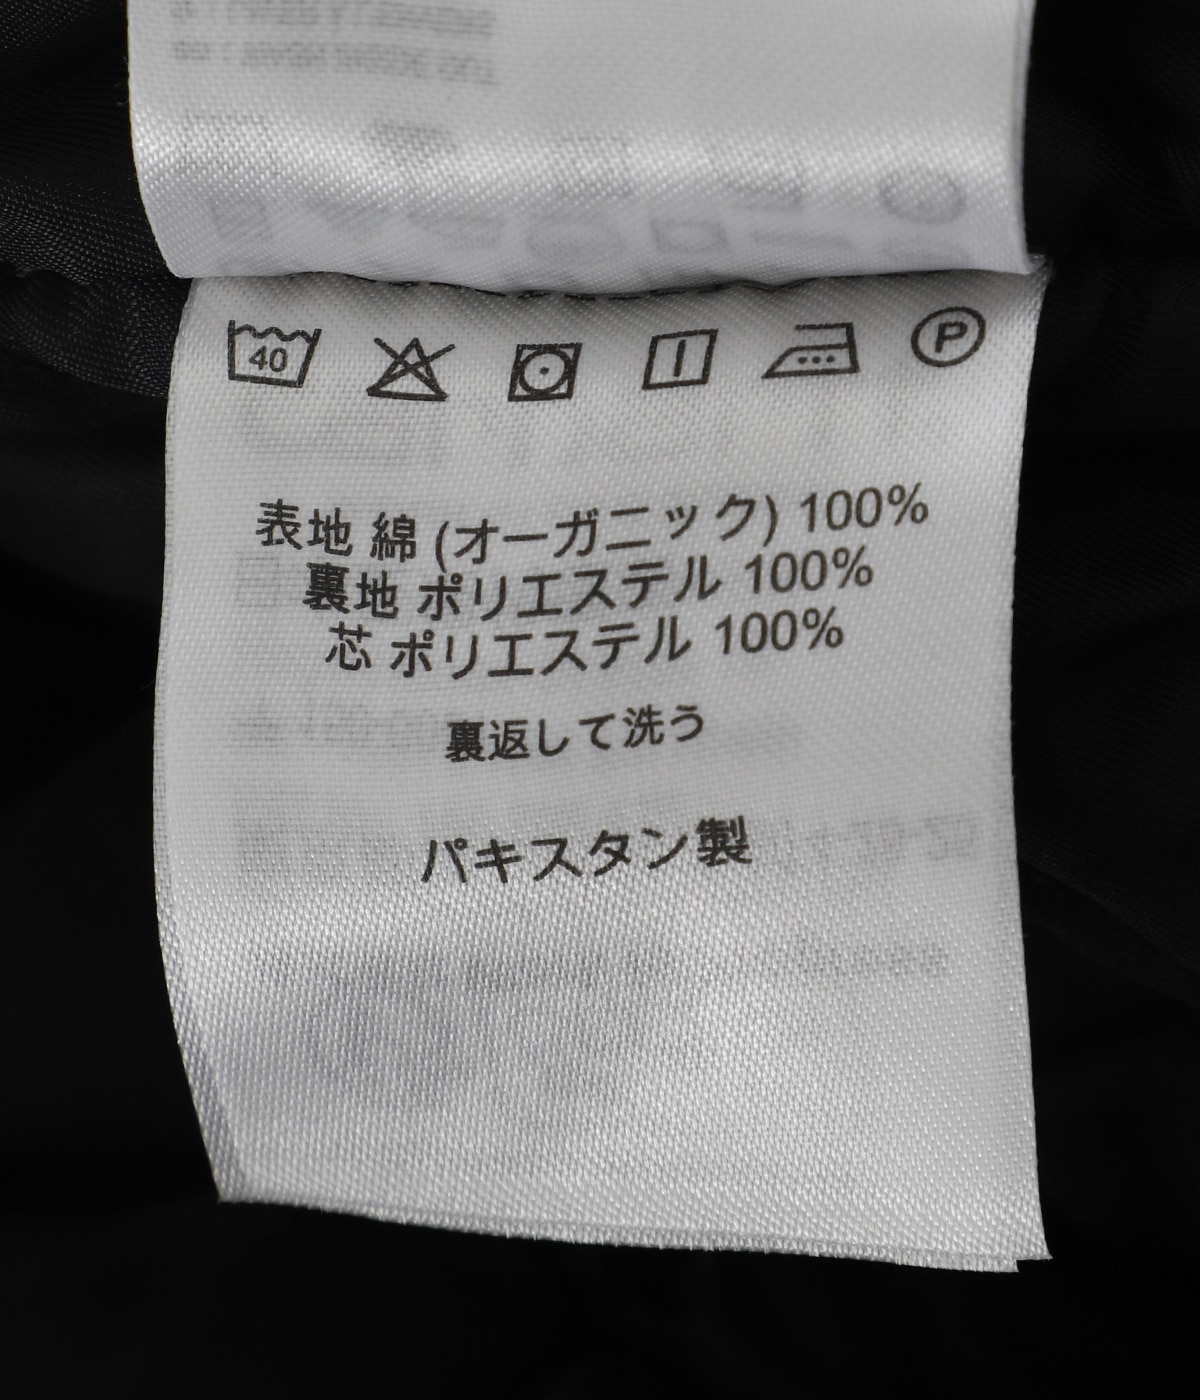 40
P
表地 綿 (オーガニック) 100%
裏地 ポリエステル 100%
芯 ポリエステル 100%
裏返して洗う
パキスタン製